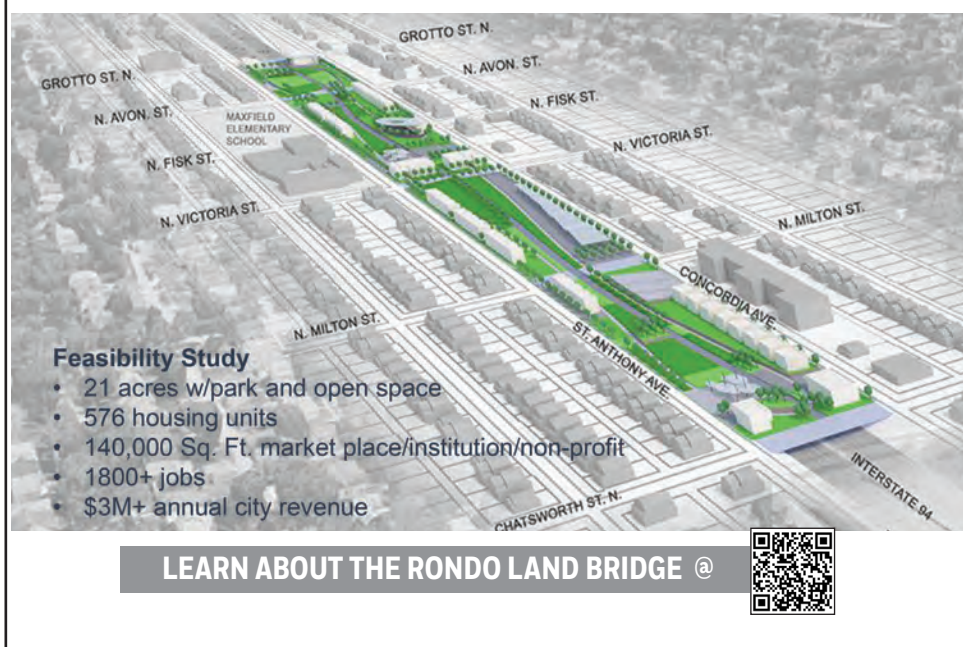 GROTTO ST. N.
GROTTO ST. N.
N. AVON. ST.
N. AVON. ST.
N. FISK ST.
MAXFIELD
ELEMENTARY
SCHOOL
N. VICTORIA ST.
N. FISK ST.
N. VICTORIA ST.
N. MILTON ST.
CONCORDIA AVE.
N. MILTON ST.
ST. ANTHONY AVE.
Feasibility Study
• 21 acres w/park and open space
• 576 housing units
• 140,000 Sq. Ft. market place/institution/non-profit
• 1800+ jobs
• $3M+ annual city revenue
INTERSTATE 94
CHATSWORTH ST. N.
LEARN ABOUT THE RONDO LAND BRIDGE @